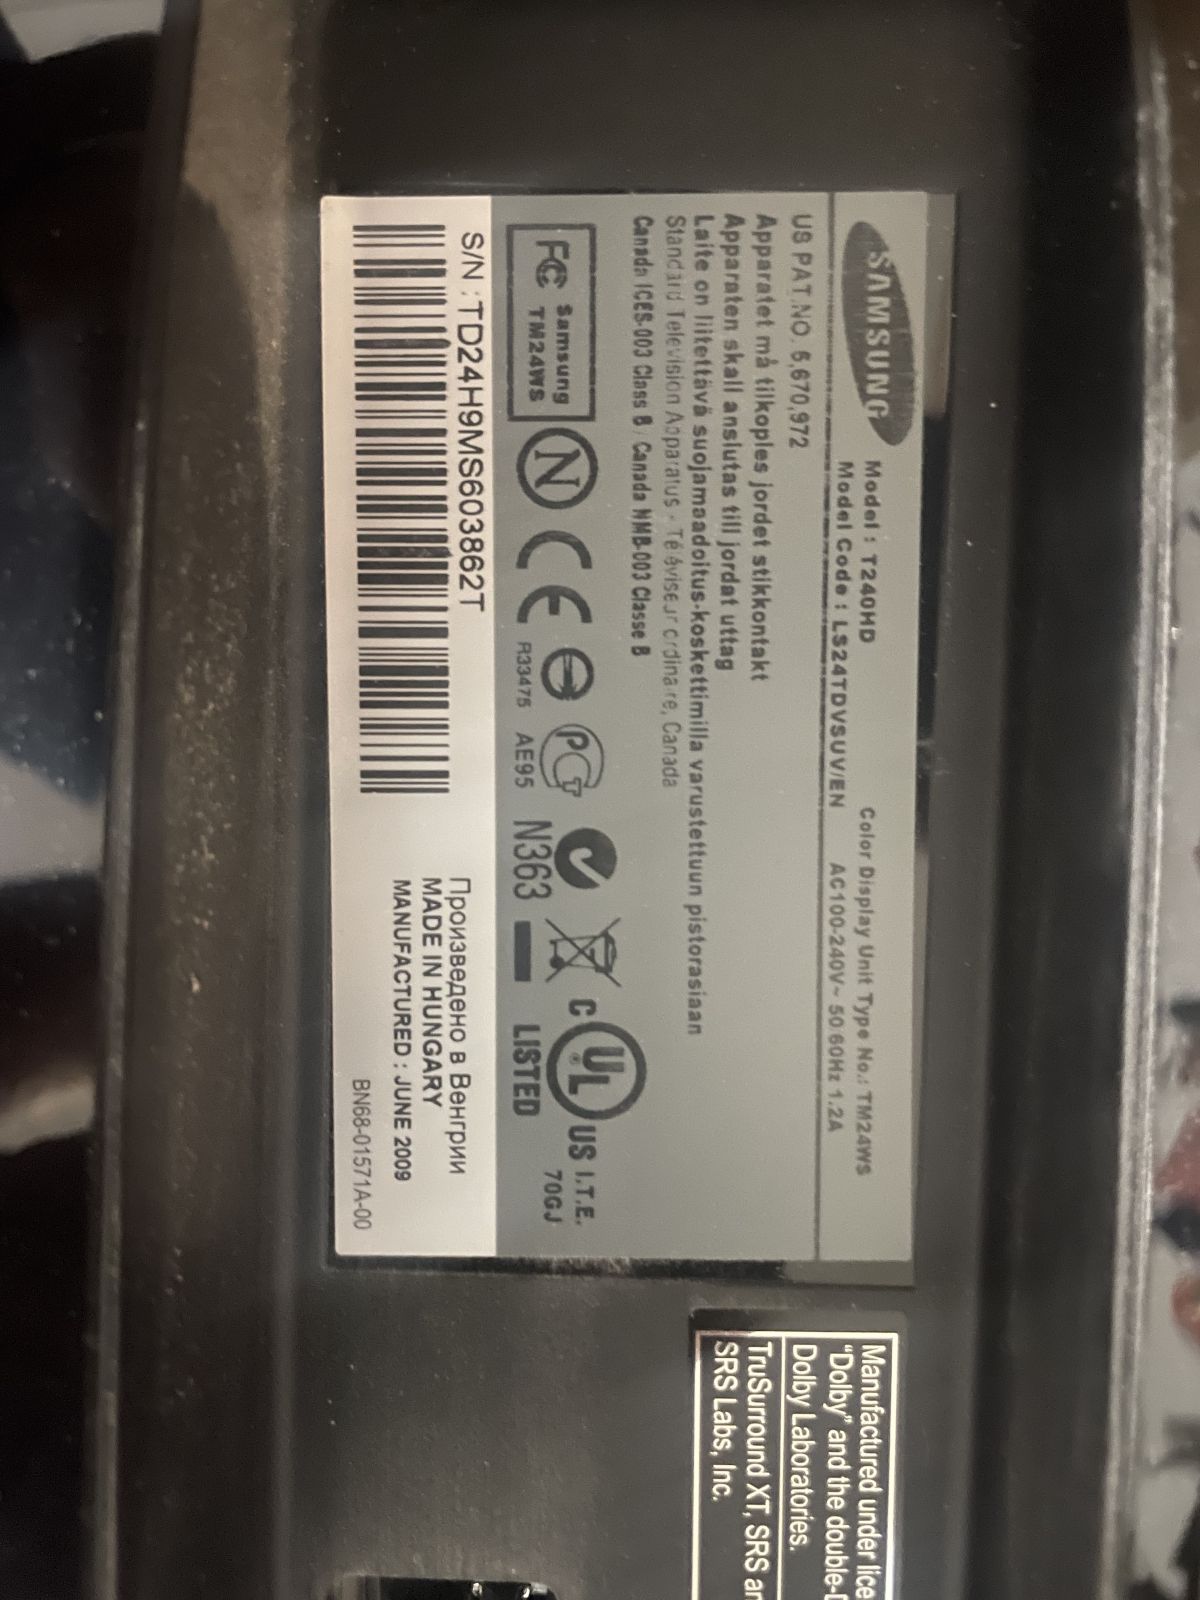 SAMSUNG
Model : T240HD
Color Display Unit Type No.: TM24WS
Model Code : LS24TDVSUV/EN
AC100-240V~ 50/60Hz 1.2A
US PAT.NO. 5,670,972
Apparatet må tilkoples jordet stikkontakt
Apparaten skall anslutas till jordat uttag
Laite on liitettävä suojamaadoitus-koskettimilla varustettuun pistorasiaan
Standard Television Apparatus - Téléviseur ordinaire, Canada
Canada ICES-003 Class B / Canada NMB-003 Classe B
FC Samsung
TM24WS
N
CE
R33475
PCT
AE95
N363
C UL US
LISTED
I.T.E.
70GJ
S/N : TD24H9MS603862T
Произведено в Венгрии
MADE IN HUNGARY
MANUFACTURED : JUNE 2009
BN68-01571A-00
Manufactured under lice
"Dolby" and the double-D
Dolby Laboratories.
TruSurround XT, SRS an
SRS Labs, Inc.